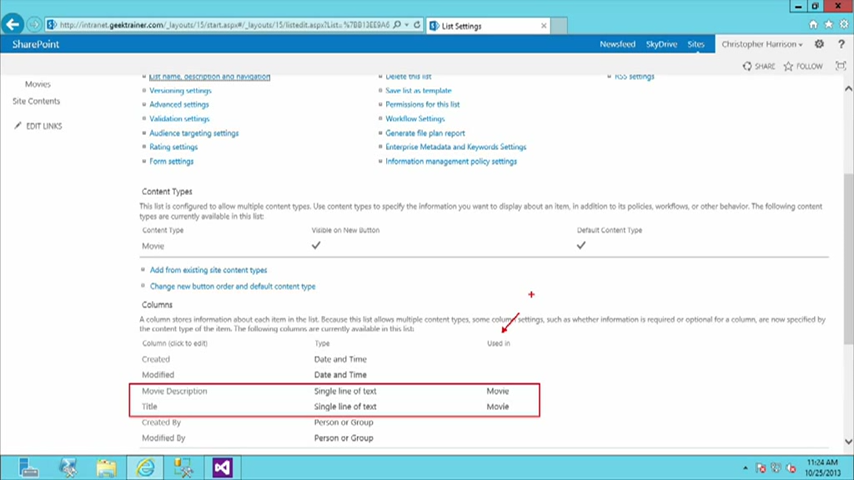 http://intranet.geektrainer.com/_layouts/15/start.aspx#/_layouts/15/listedit.aspx?List=%7BB13EE9A6
List Settings
SharePoint
Newsfeed SkyDrive Sites Christopher Harrison
SHARE FOLLOW
Movies
Site Contents
EDIT LINKS
List name, description and navigation
Versioning settings
Advanced settings
Validation settings
Audience targeting settings
Rating settings
Form settings
Delete this list
Save list as template
Permissions for this list
Workflow Settings
Generate file plan report
Enterprise Metadata and Keywords Settings
Information management policy settings
RSS settings
Content Types
This list is configured to allow multiple content types. Use content types to specify the information you want to display about an item, in addition to its policies, workflows, or other behavior. The following content
types are currently available in this list:
Content Type Visible on New Button Default Content Type
Movie
Add from existing site content types
Change new button order and default content type
Columns
A column stores information about each item in the list. Because this list allows multiple content types, some column settings, such as whether information is required or optional for a column, are now specified by
the content type of the item. The following columns are currently available in this list:
Column (click to edit) Type Used in
Created Date and Time
Modified Date and Time
Movie Description Single line of text Movie
Title Single line of text Movie
Created By Person or Group
Modified By Person or Group
11:24 AM
10/25/2013